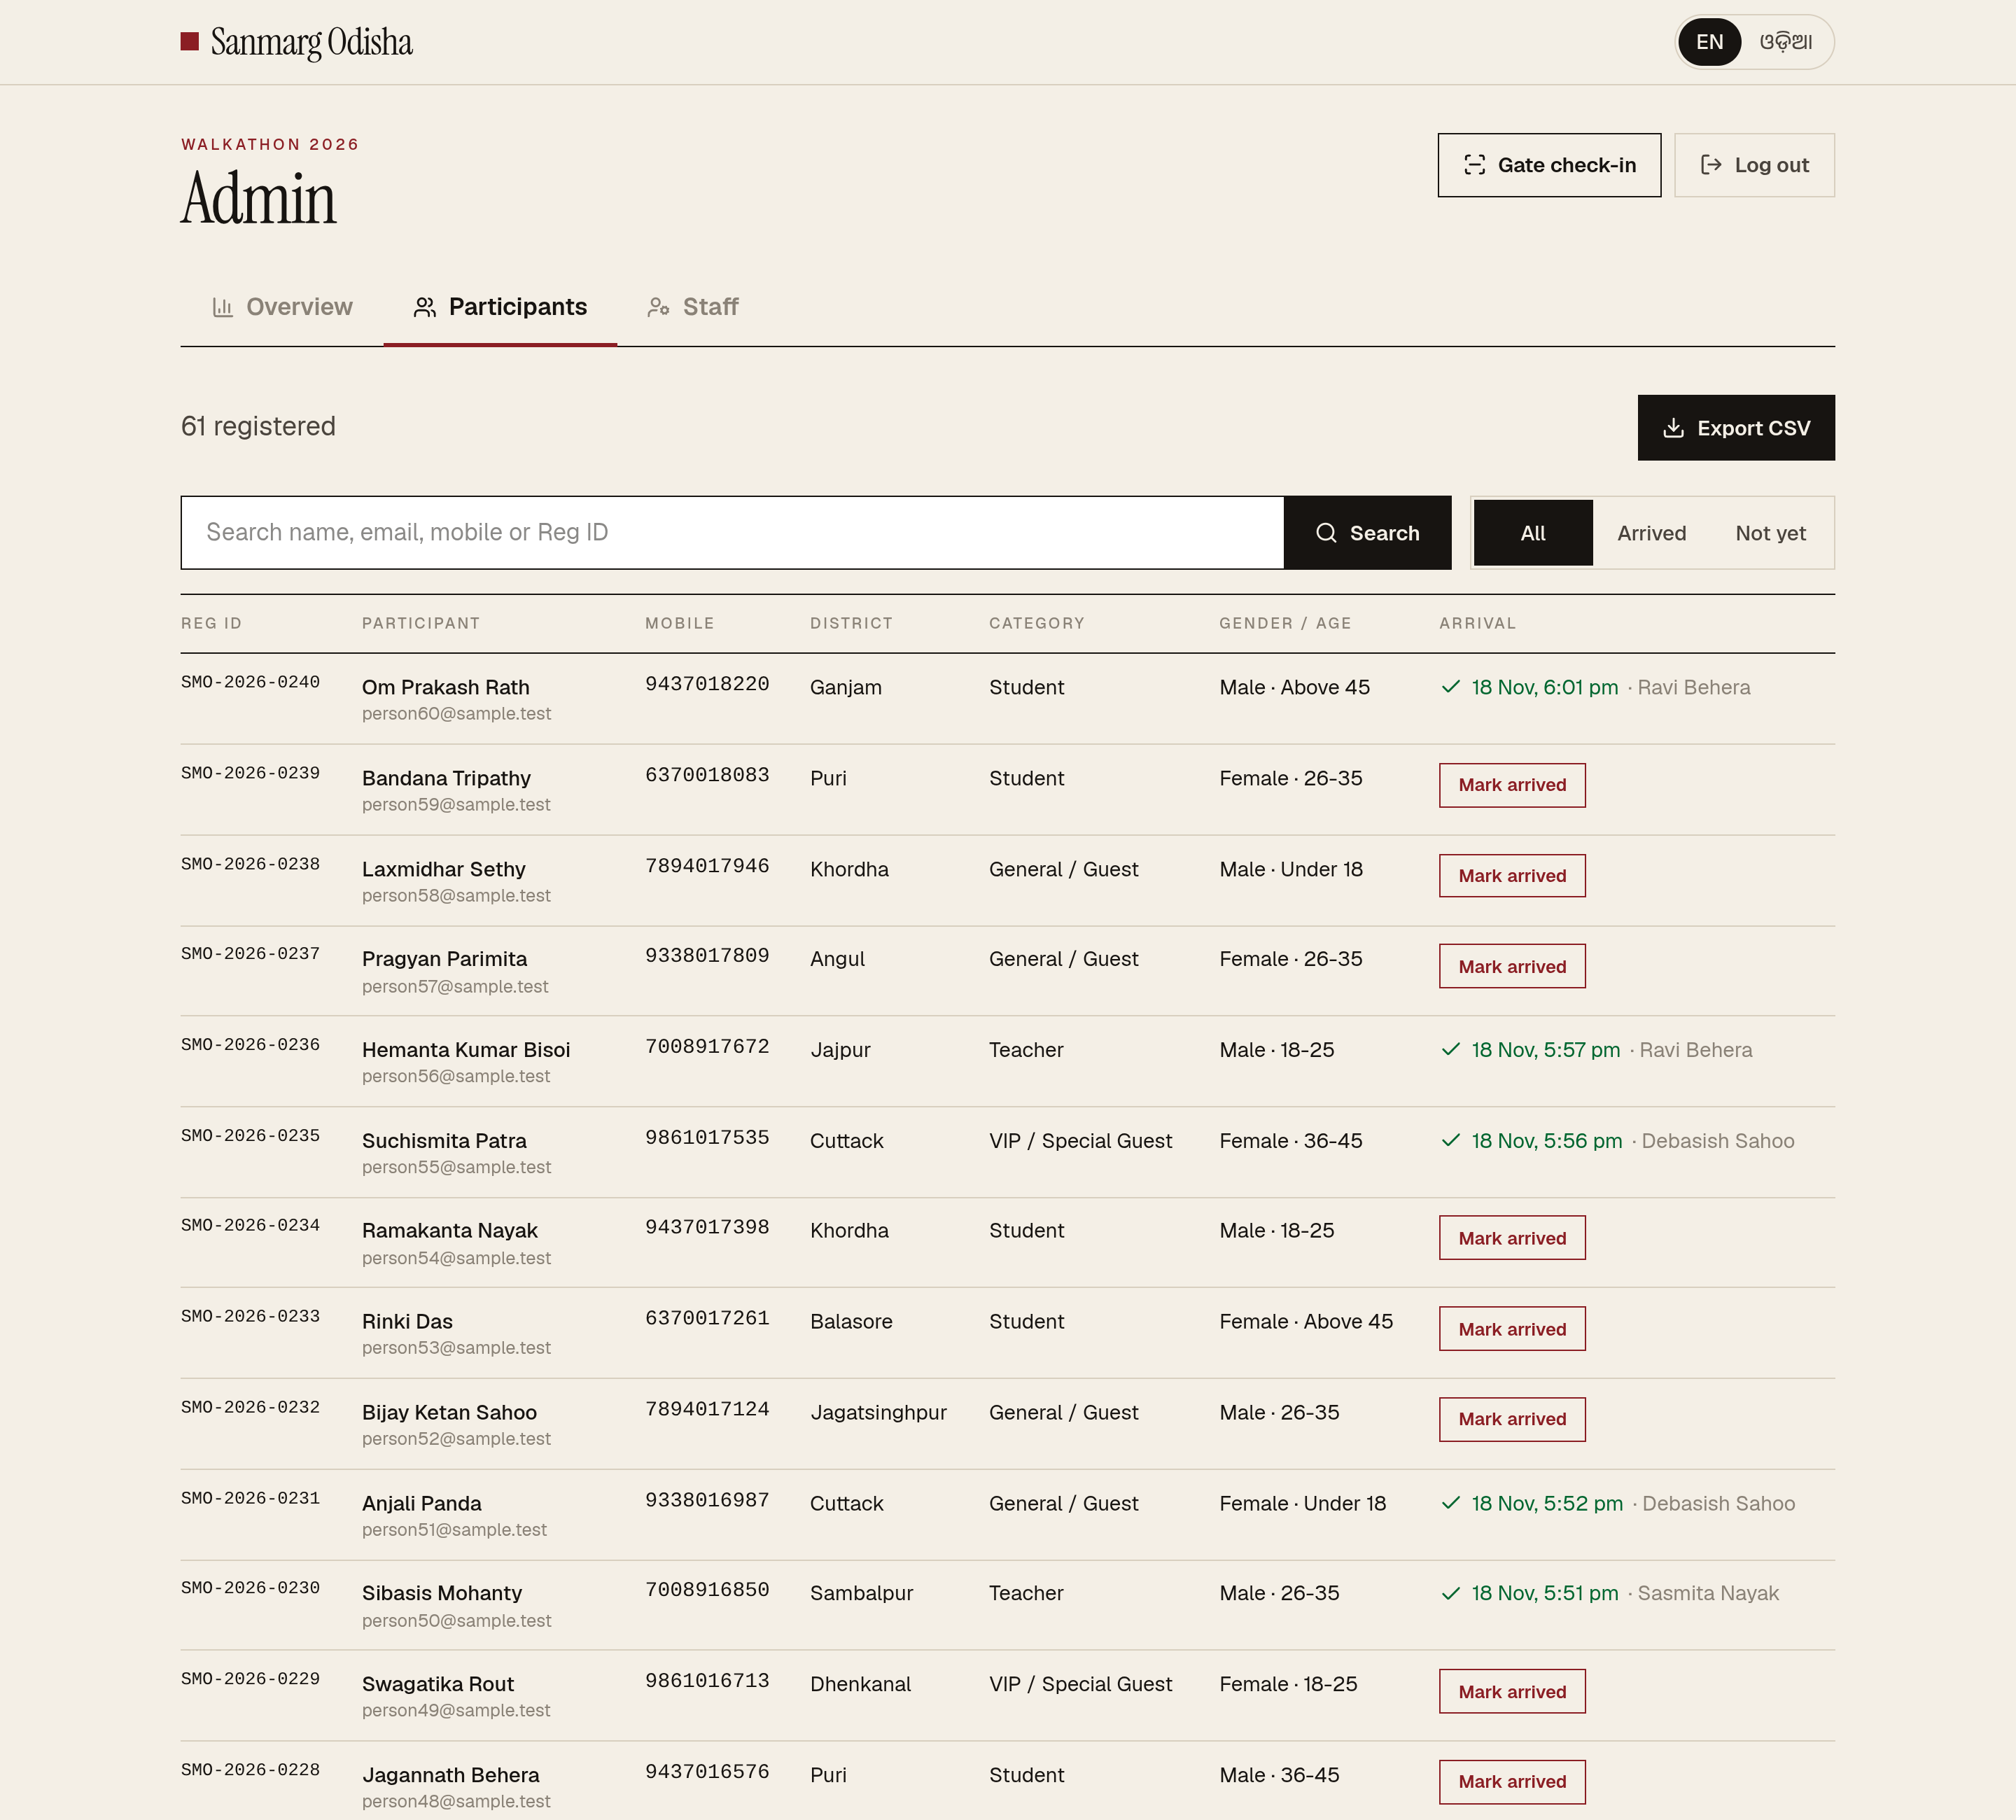 Sanmarg Odisha
EN ଓଡ଼ିଆ
WALKATHON 2026
Admin
Gate check-in
Log out
Overview
Participants
Staff
61 registered
Export CSV
Search name, email, mobile or Reg ID
Search
All
Arrived
Not yet
REG ID PARTICIPANT MOBILE DISTRICT CATEGORY GENDER / AGE ARRIVAL
SMO-2026-0240 Om Prakash Rath 9437018220 Ganjam Student Male · Above 45 ✓ 18 Nov, 6:01 pm · Ravi Behera
person60@sample.test
SMO-2026-0239 Bandana Tripathy 6370018083 Puri Student Female · 26-35 Mark arrived
person59@sample.test
SMO-2026-0238 Laxmidhar Sethy 7894017946 Khordha General / Guest Male · Under 18 Mark arrived
person58@sample.test
SMO-2026-0237 Pragyan Parimita 9338017809 Angul General / Guest Female · 26-35 Mark arrived
person57@sample.test
SMO-2026-0236 Hemanta Kumar Bisoi 7008917672 Jajpur Teacher Male · 18-25 ✓ 18 Nov, 5:57 pm · Ravi Behera
person56@sample.test
SMO-2026-0235 Suchismita Patra 9861017535 Cuttack VIP / Special Guest Female · 36-45 ✓ 18 Nov, 5:56 pm · Debasish Sahoo
person55@sample.test
SMO-2026-0234 Ramakanta Nayak 9437017398 Khordha Student Male · 18-25 Mark arrived
person54@sample.test
SMO-2026-0233 Rinki Das 6370017261 Balasore Student Female · Above 45 Mark arrived
person53@sample.test
SMO-2026-0232 Bijay Ketan Sahoo 7894017124 Jagatsinghpur General / Guest Male · 26-35 Mark arrived
person52@sample.test
SMO-2026-0231 Anjali Panda 9338016987 Cuttack General / Guest Female · Under 18 ✓ 18 Nov, 5:52 pm · Debasish Sahoo
person51@sample.test
SMO-2026-0230 Sibasis Mohanty 7008916850 Sambalpur Teacher Male · 26-35 ✓ 18 Nov, 5:51 pm · Sasmita Nayak
person50@sample.test
SMO-2026-0229 Swagatika Rout 9861016713 Dhenkanal VIP / Special Guest Female · 18-25 Mark arrived
person49@sample.test
SMO-2026-0228 Jagannath Behera 9437016576 Puri Student Male · 36-45 Mark arrived
person48@sample.test